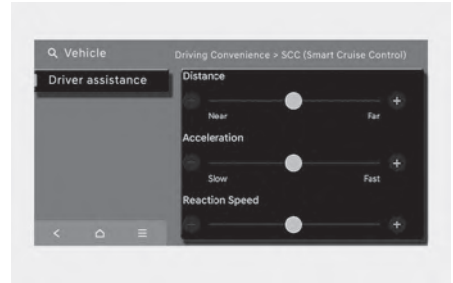 Vehicle
Driving Convenience > SCC (Smart Cruise Control)
Driver assistance
Distance
− +
Near Far
Acceleration
− +
Slow Fast
Reaction Speed
− +